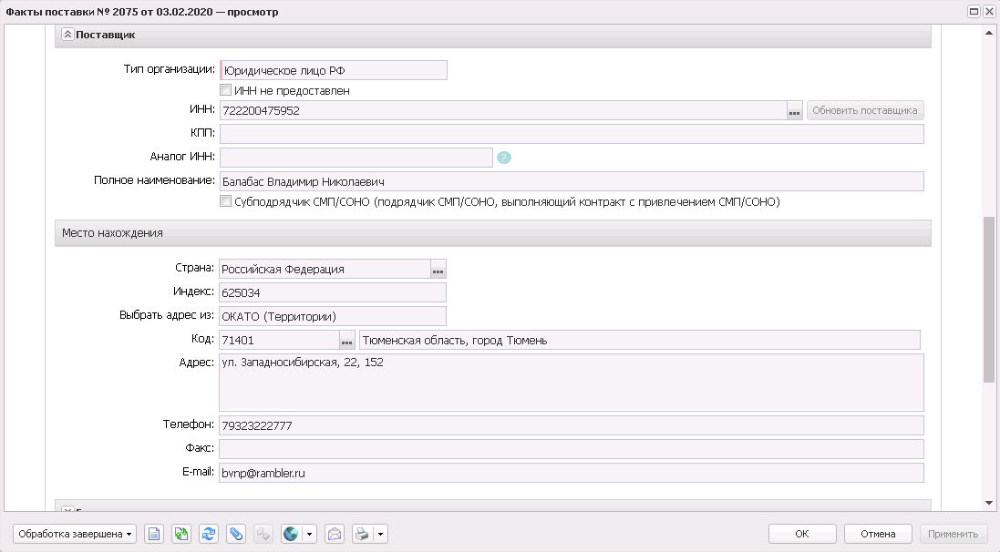 Факты поставки № 2075 от 03.02.2020 — просмотр
Поставщик
Тип организации: Юридическое лицо РФ
ИНН не предоставлен
ИНН: 722200475952 ... Обновить поставщика
КПП:
Аналог ИНН: ?
Полное наименование: Балабас Владимир Николаевич
Субподрядчик СМП/СОНО (подрядчик СМП/СОНО, выполняющий контракт с привлечением СМП/СОНО)
Место нахождения
Страна: Российская Федерация ...
Индекс: 625034
Выбрать адрес из: ОКАТО (Территории)
Код: 71401 ... Тюменская область, город Тюмень
Адрес: ул. Западносибирская, 22, 152
Телефон: 79323222777
Факс:
E-mail: bvnp@rambler.ru
Обработка завершена ОК Отмена Применить